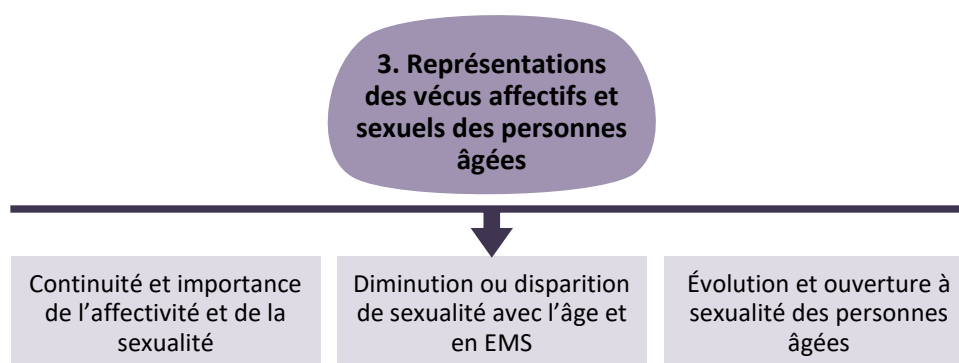 3. Représentations
des vécus affectifs et
sexuels des personnes
âgées
Continuité et importance
de l’affectivité et de la
sexualité
Diminution ou disparition
de sexualité avec l’âge et
en EMS
Évolution et ouverture à
sexualité des personnes
âgées